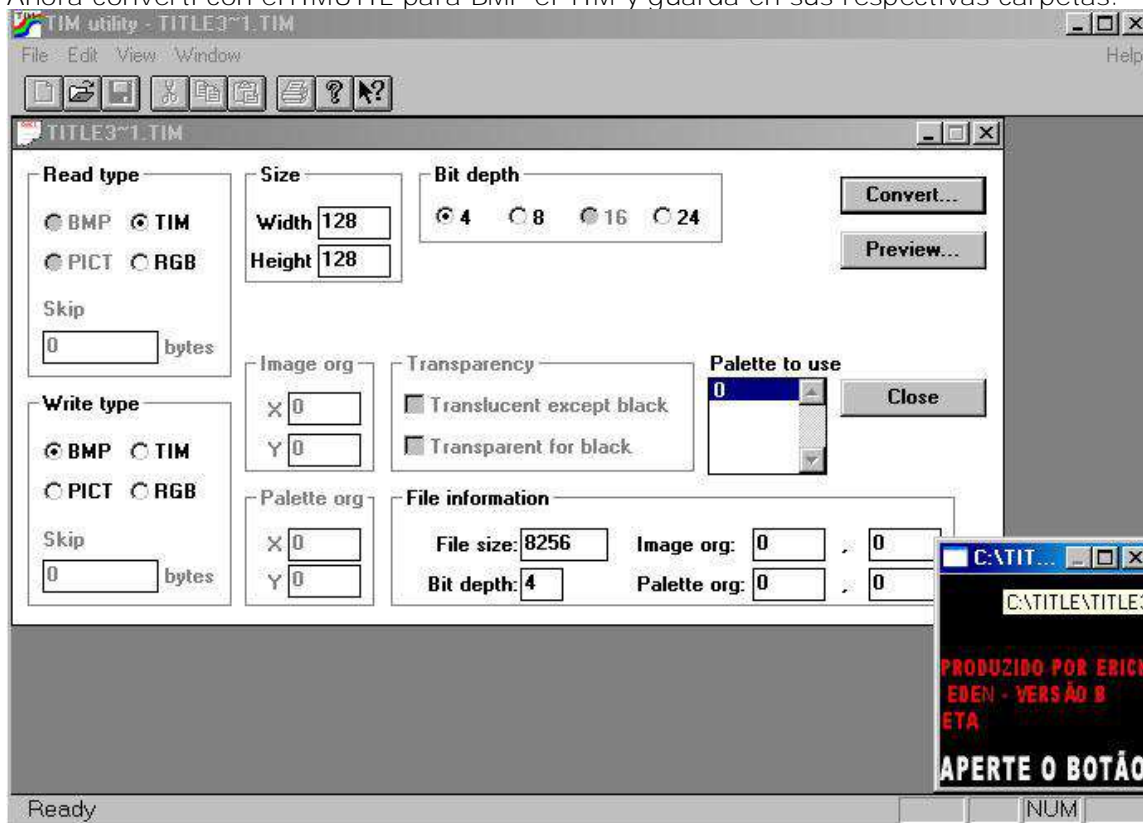 Ahora convertí con elTIMUTIL para BMP el TIM y guarda en sus respectivas carpetas.
TIM utility - TITLE3~1.TIM
File Edit View Window Help
TITLE3~1.TIM
Read type
BMP TIM
PICT RGB
Skip
0 bytes
Size
Width 128
Height 128
Bit depth
4 8 16 24
Convert...
Preview...
Image org
X 0
Y 0
Transparency
Translucent except black
Transparent for black
Palette to use
0
Close
Write type
BMP TIM
PICT RGB
Skip
0 bytes
Palette org
X 0
Y 0
File information
File size: 8256 Image org: 0 , 0
Bit depth: 4 Palette org: 0 , 0
C:\TIT...
C:\TITLE\TITLE3
PRODUZIDO POR ERICK
EDEN - VERSÃO B
ETA
APERTE O BOTÃO
Ready NUM